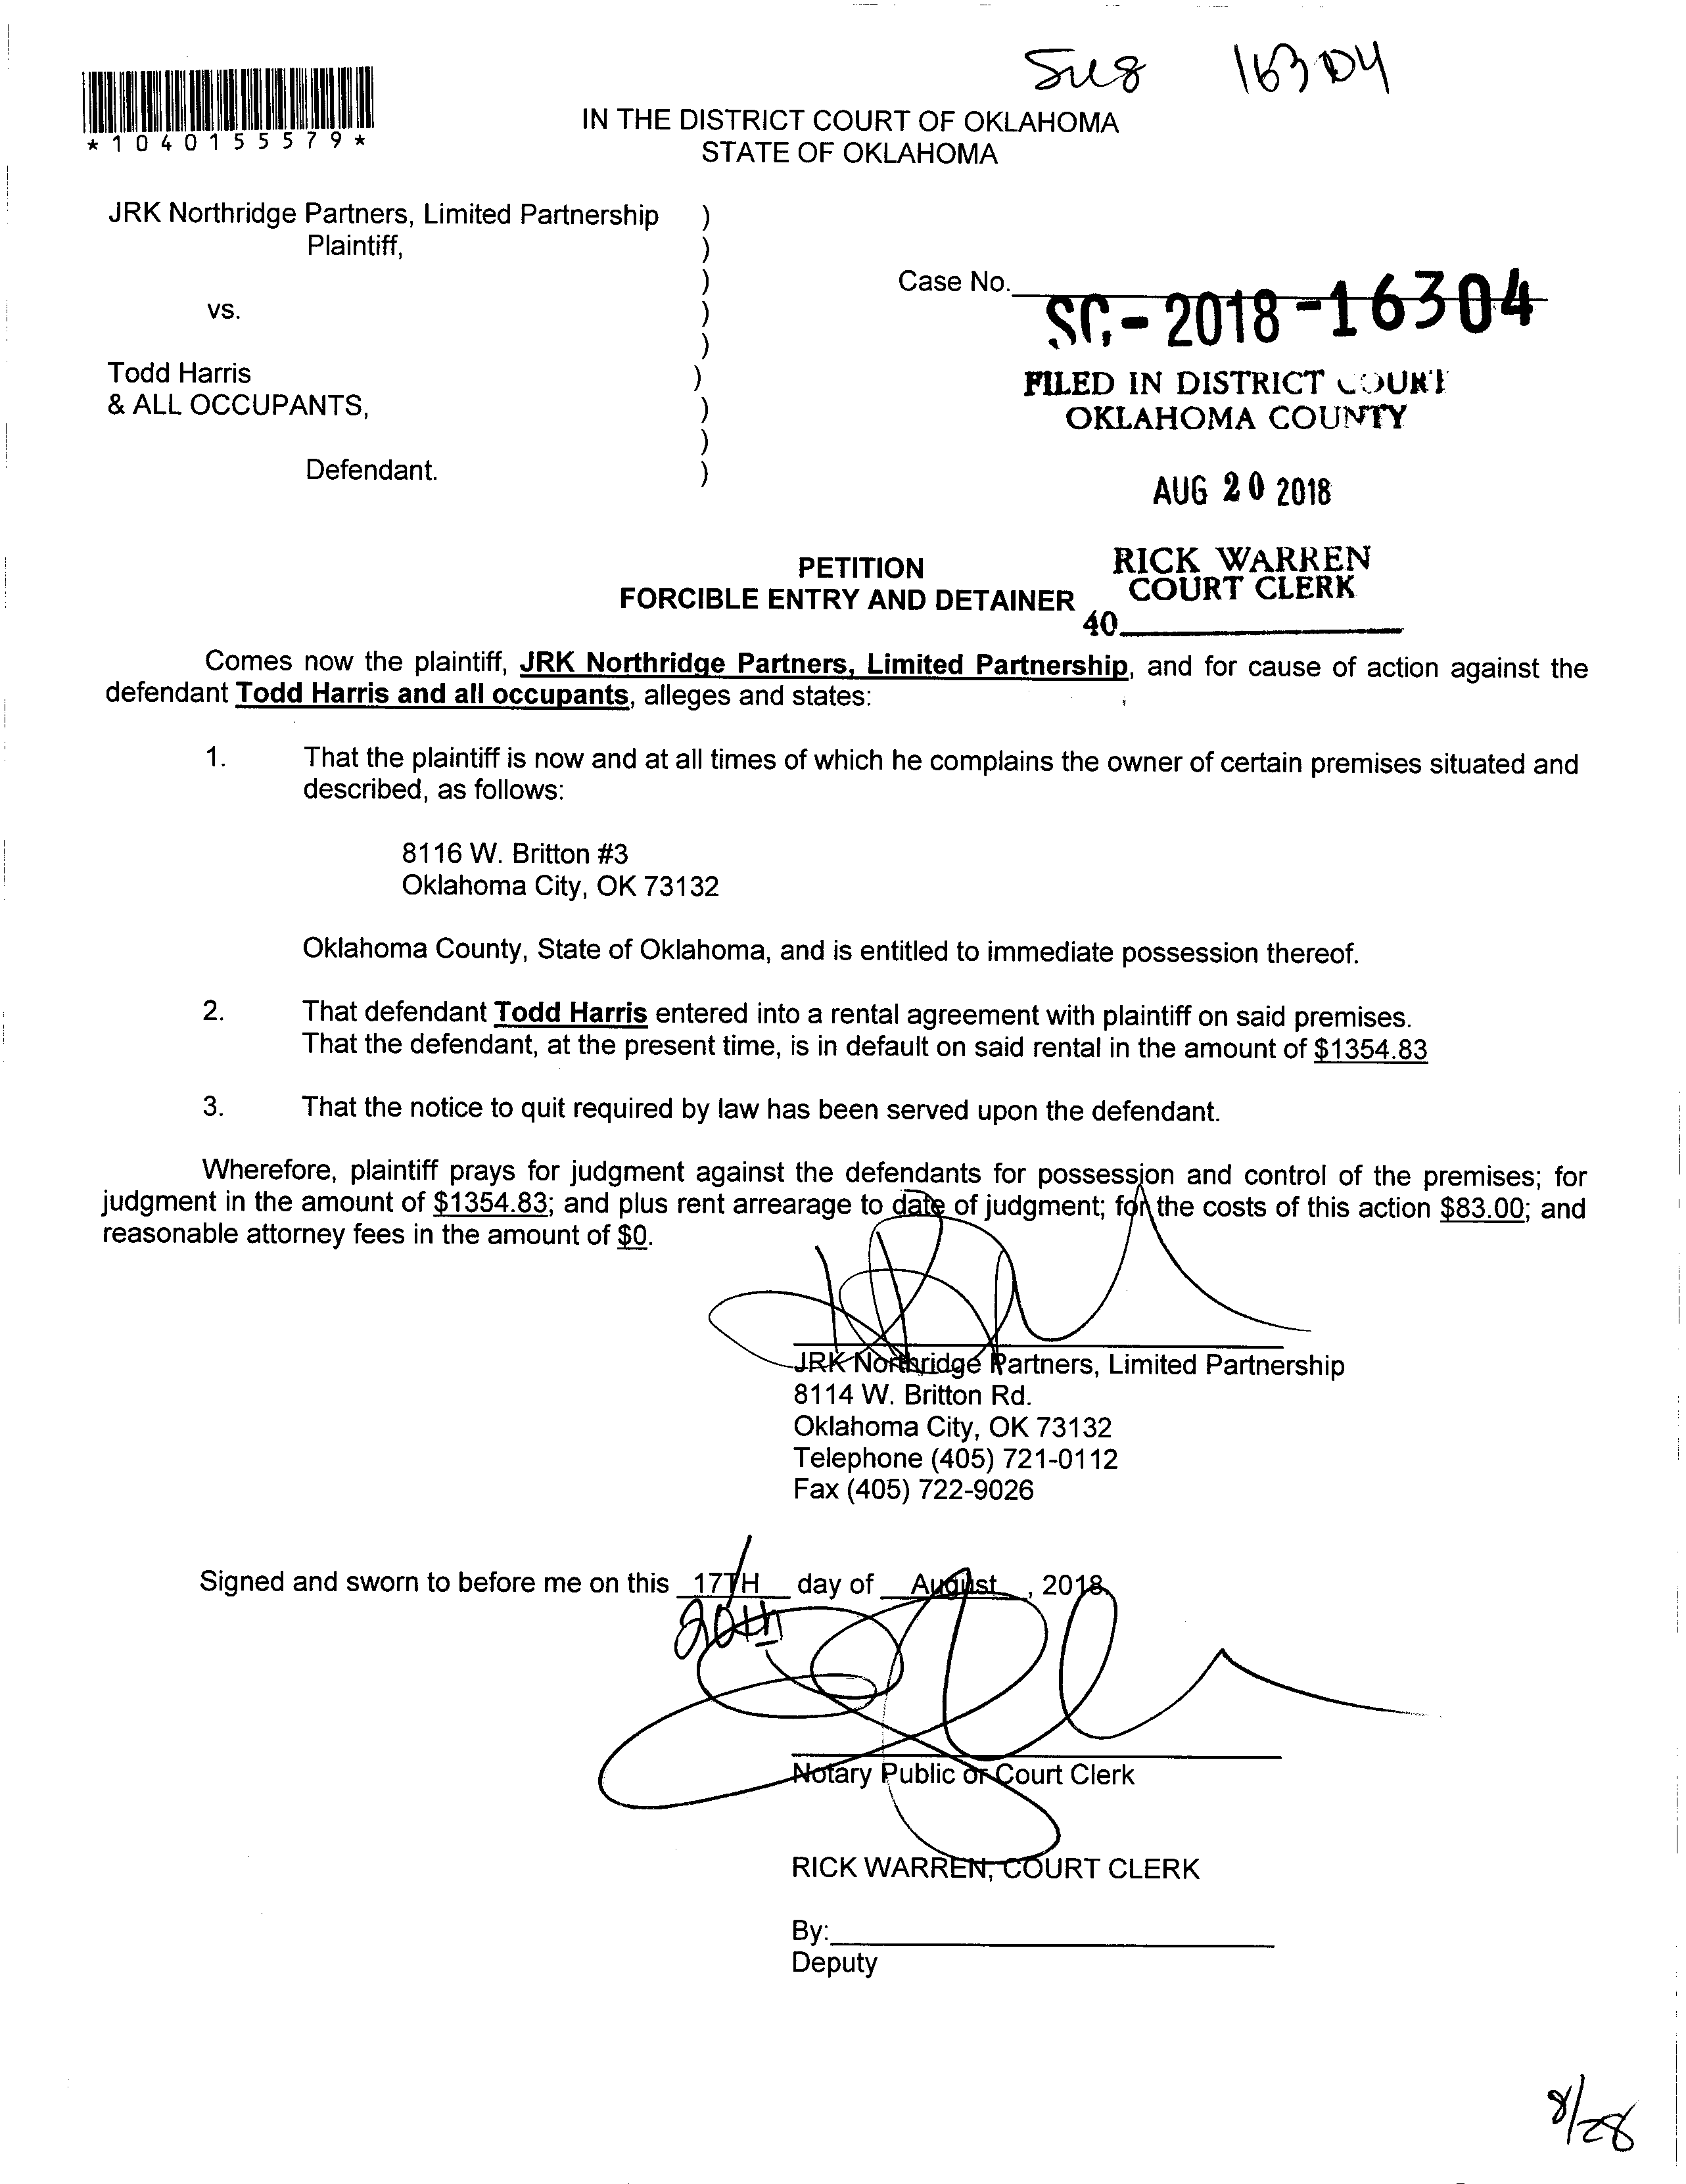 16304
*1040155579*
IN THE DISTRICT COURT OF OKLAHOMA
STATE OF OKLAHOMA
JRK Northridge Partners, Limited Partnership )
Plaintiff, )
)
vs. )
)
Todd Harris )
& ALL OCCUPANTS, )
)
Defendant. )
Case No.
SC-2018-16304
FILED IN DISTRICT COURT
OKLAHOMA COUNTY
AUG 20 2018
RICK WARREN
COURT CLERK
40
PETITION
FORCIBLE ENTRY AND DETAINER
Comes now the plaintiff, JRK Northridge Partners, Limited Partnership, and for cause of action against the
defendant Todd Harris and all occupants, alleges and states:
1. That the plaintiff is now and at all times of which he complains the owner of certain premises situated and
described, as follows:
8116 W. Britton #3
Oklahoma City, OK 73132
Oklahoma County, State of Oklahoma, and is entitled to immediate possession thereof.
2. That defendant Todd Harris entered into a rental agreement with plaintiff on said premises.
That the defendant, at the present time, is in default on said rental in the amount of $1354.83
3. That the notice to quit required by law has been served upon the defendant.
Wherefore, plaintiff prays for judgment against the defendants for possession and control of the premises; for
judgment in the amount of $1354.83; and plus rent arrearage to date of judgment; for the costs of this action $83.00; and
reasonable attorney fees in the amount of $0.
JRK Northridge Partners, Limited Partnership
8114 W. Britton Rd.
Oklahoma City, OK 73132
Telephone (405) 721-0112
Fax (405) 722-9026
Signed and sworn to before me on this 17TH day of August, 2018.
20th
Notary Public or Court Clerk
RICK WARREN, COURT CLERK
By:
Deputy
8/28